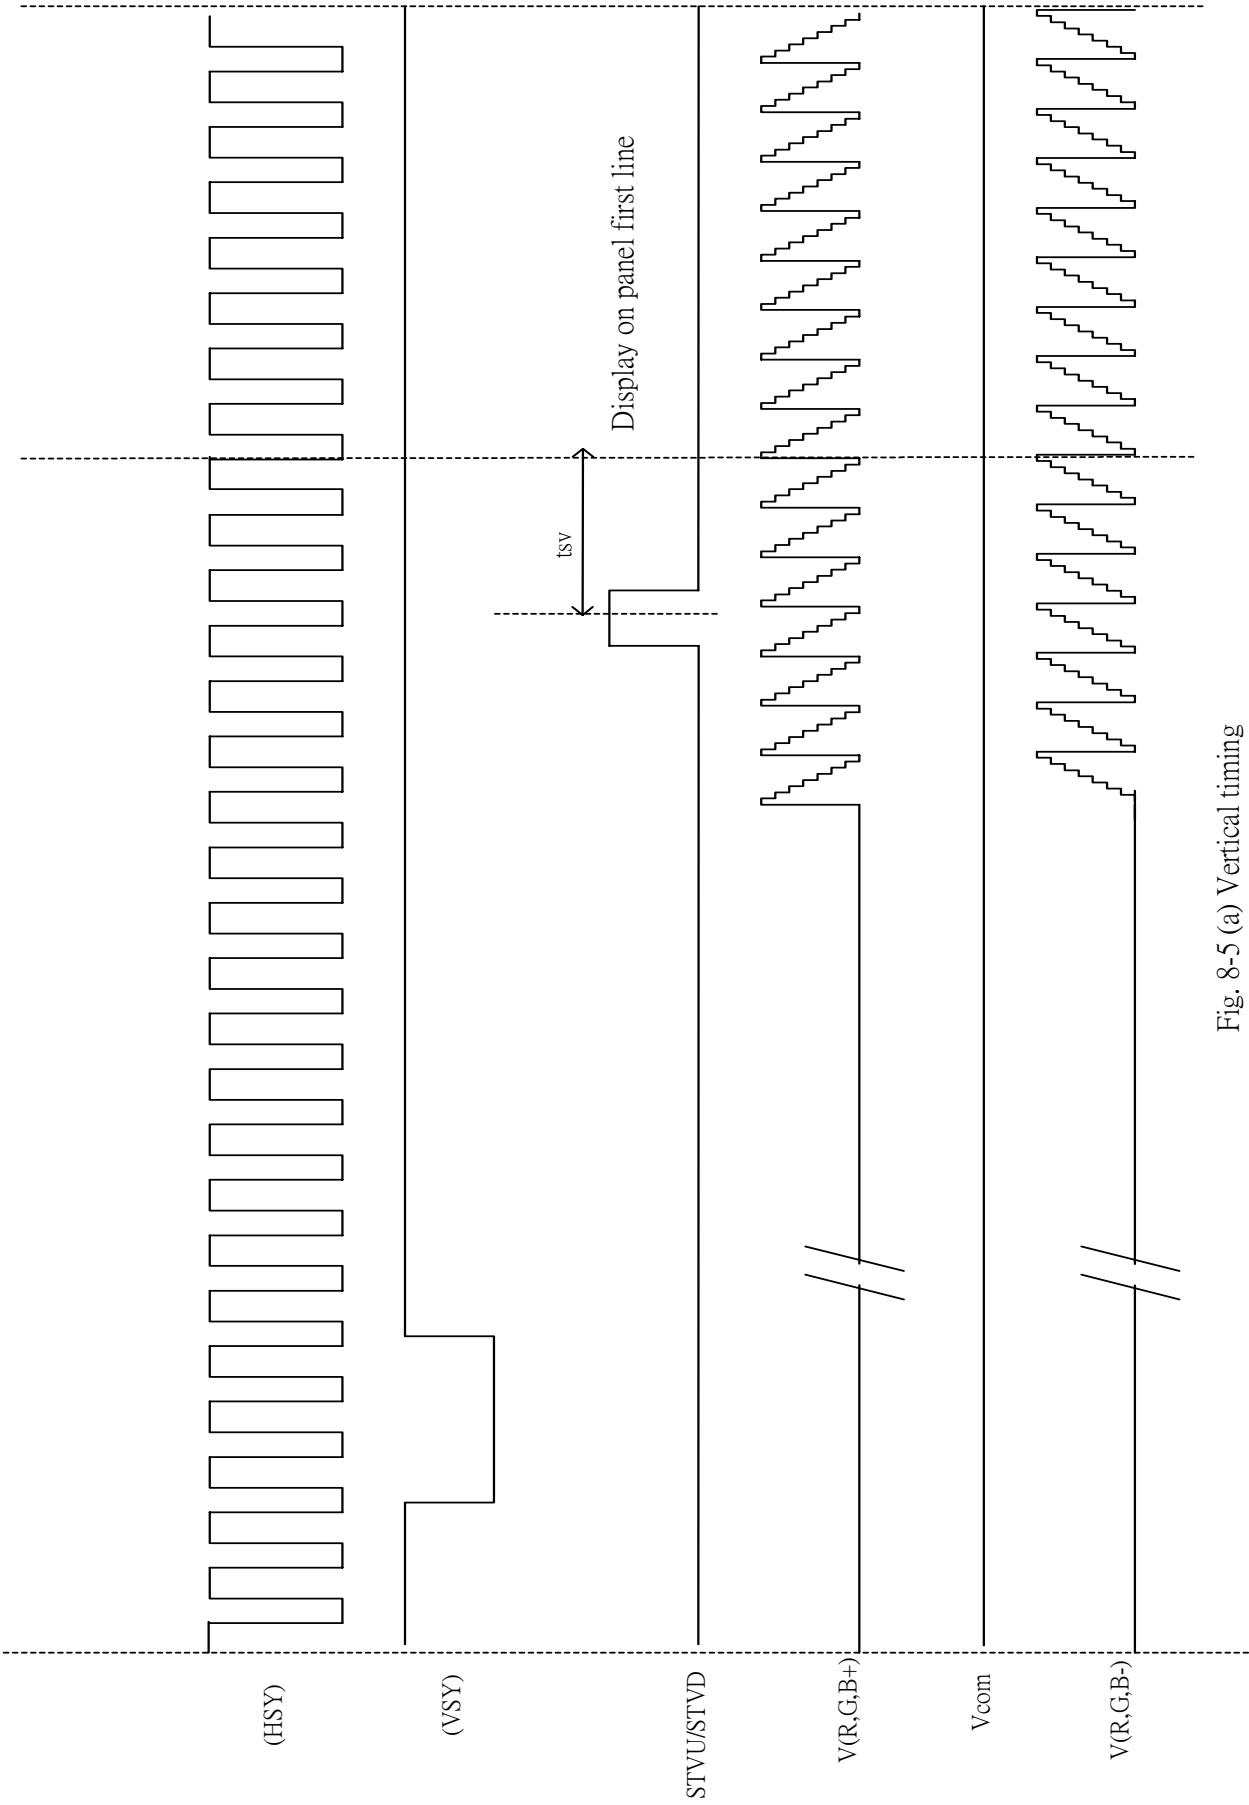 (HSY)
(VSY)
tsv
Display on panel first line
STVU/STVD
V(R,G,B+)
Vcom
V(R,G,B-)
Fig. 8-5 (a) Vertical timing